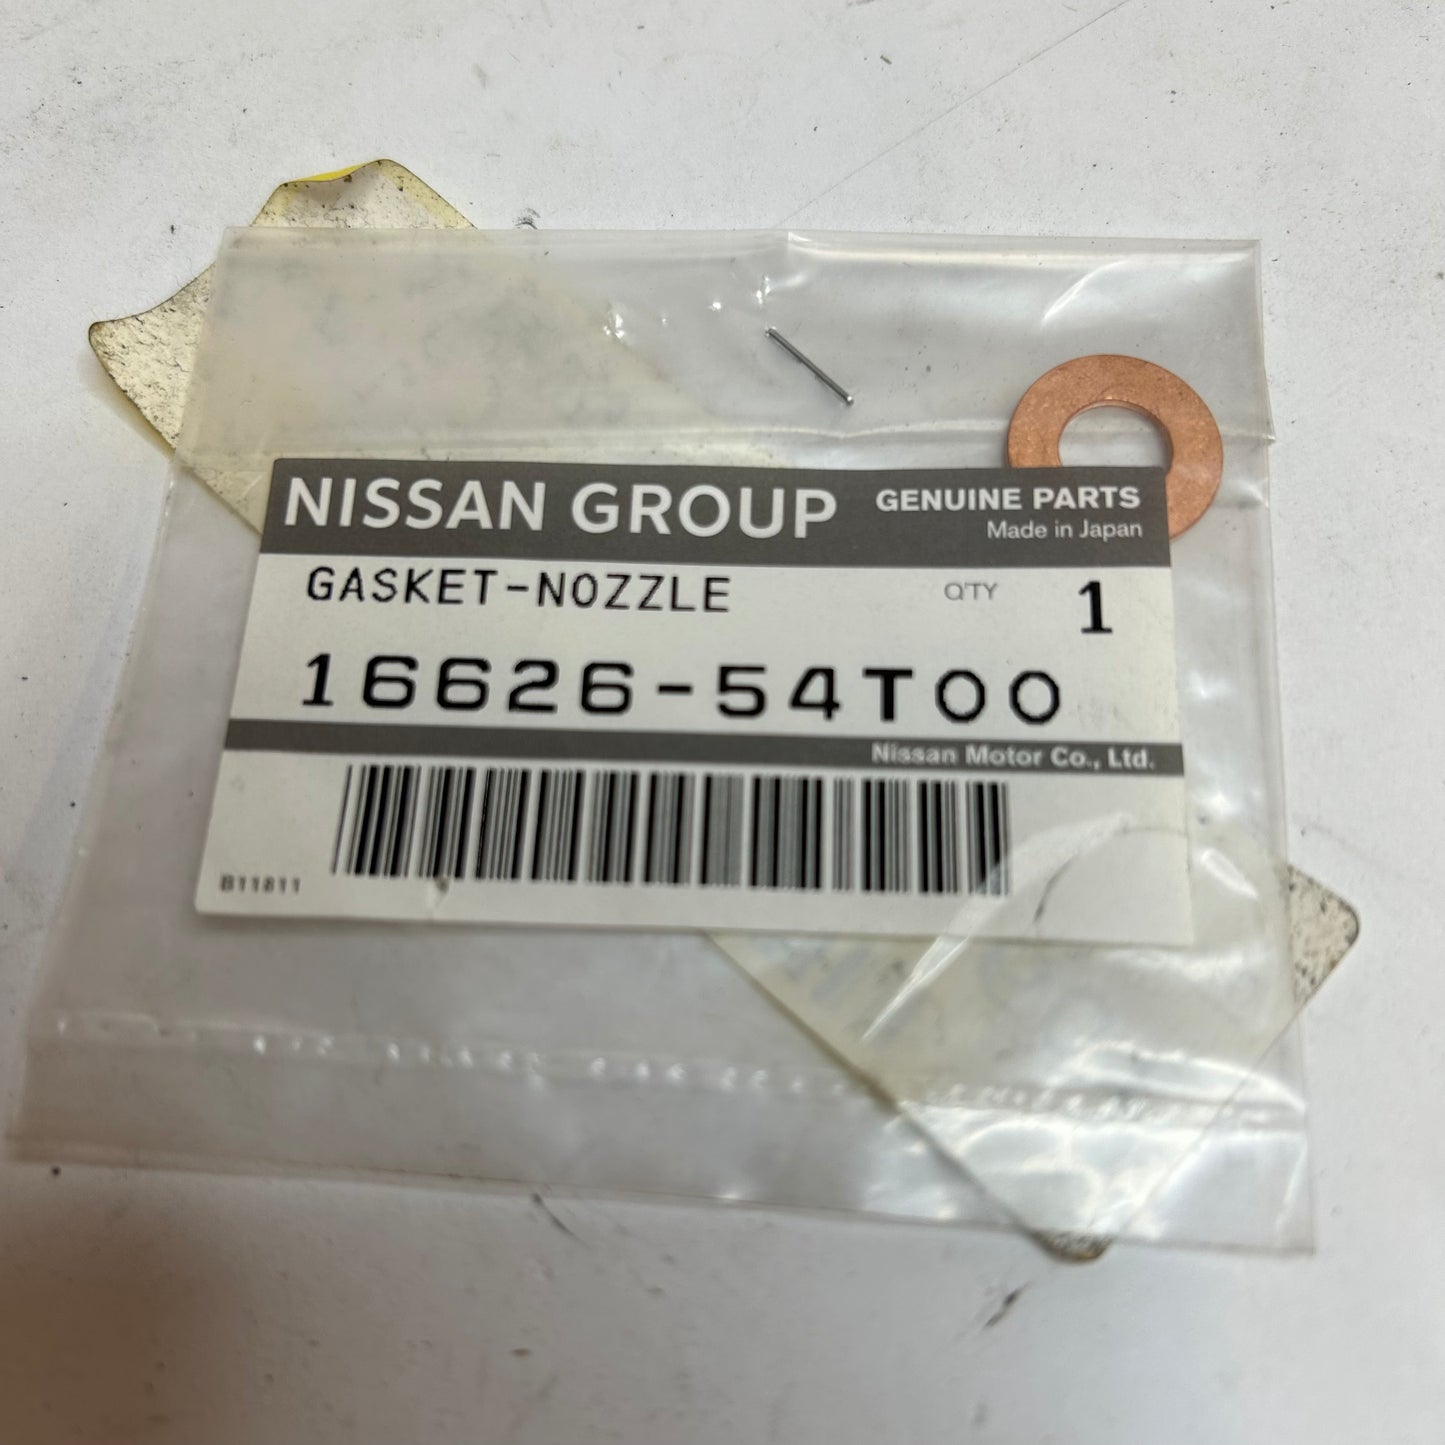 NISSAN GROUP
GENUINE PARTS
Made in Japan
GASKET-NOZZLE
Q'TY 1
16626-54T00
Nissan Motor Co., Ltd.
B11811